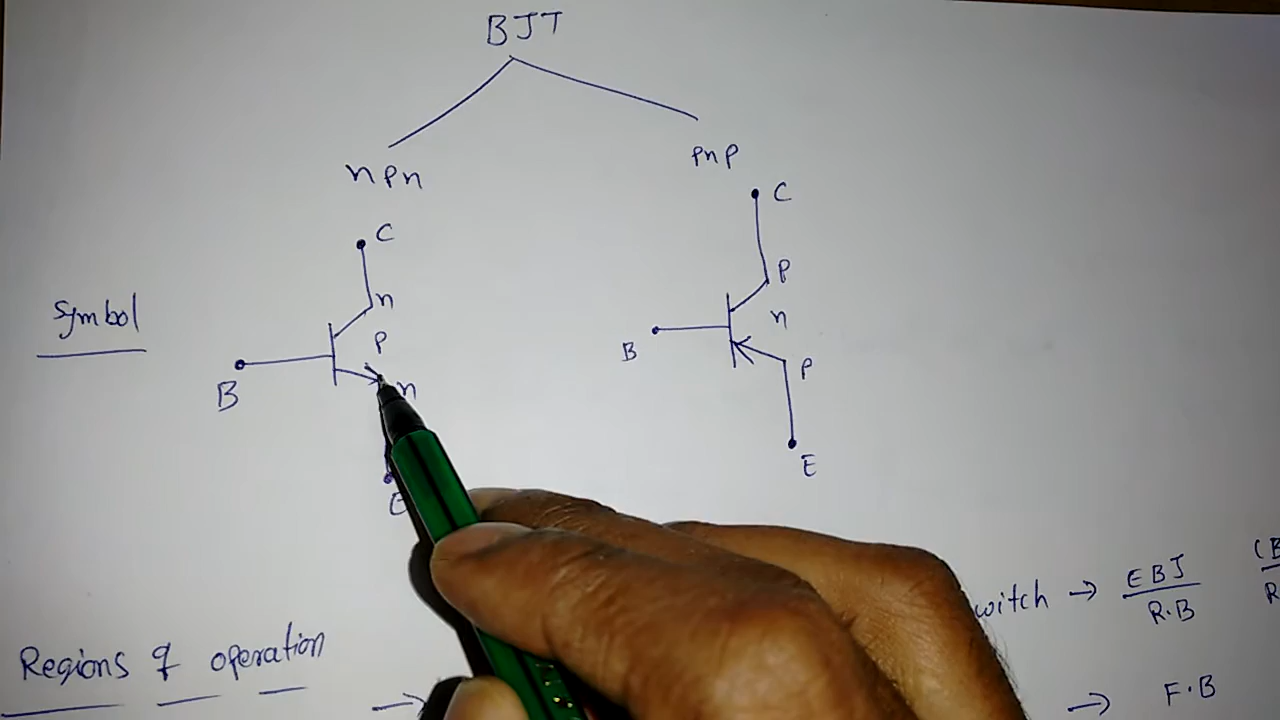 BJT
npn
pnp
C
C
n
p
Symbol
p
n
B
n
B
p
E
E
witch → EBJ
R.B
Regions of operation
→
→ F.B